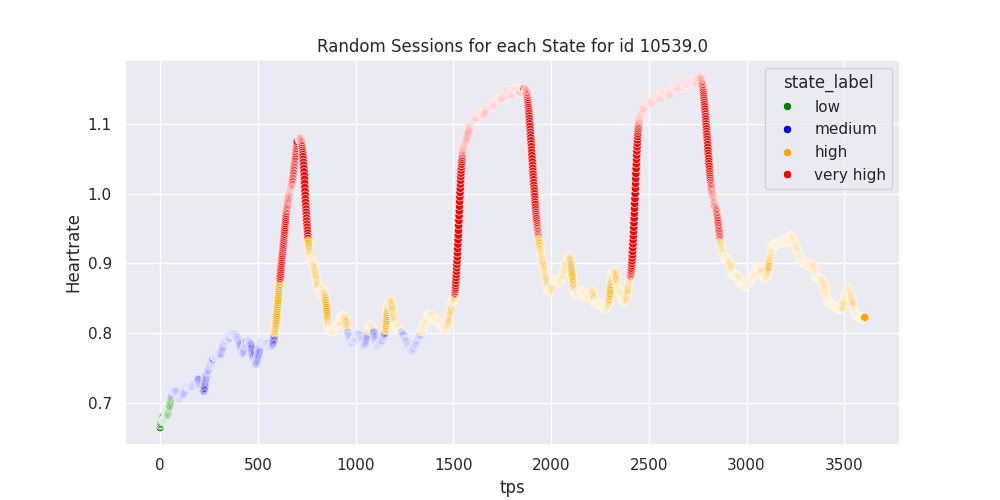 Random Sessions for each State for id 10539.0
state_label
low
medium
high
very high
Heartrate
1.1
1.0
0.9
0.8
0.7
0
500
1000
1500
2000
2500
3000
3500
tps